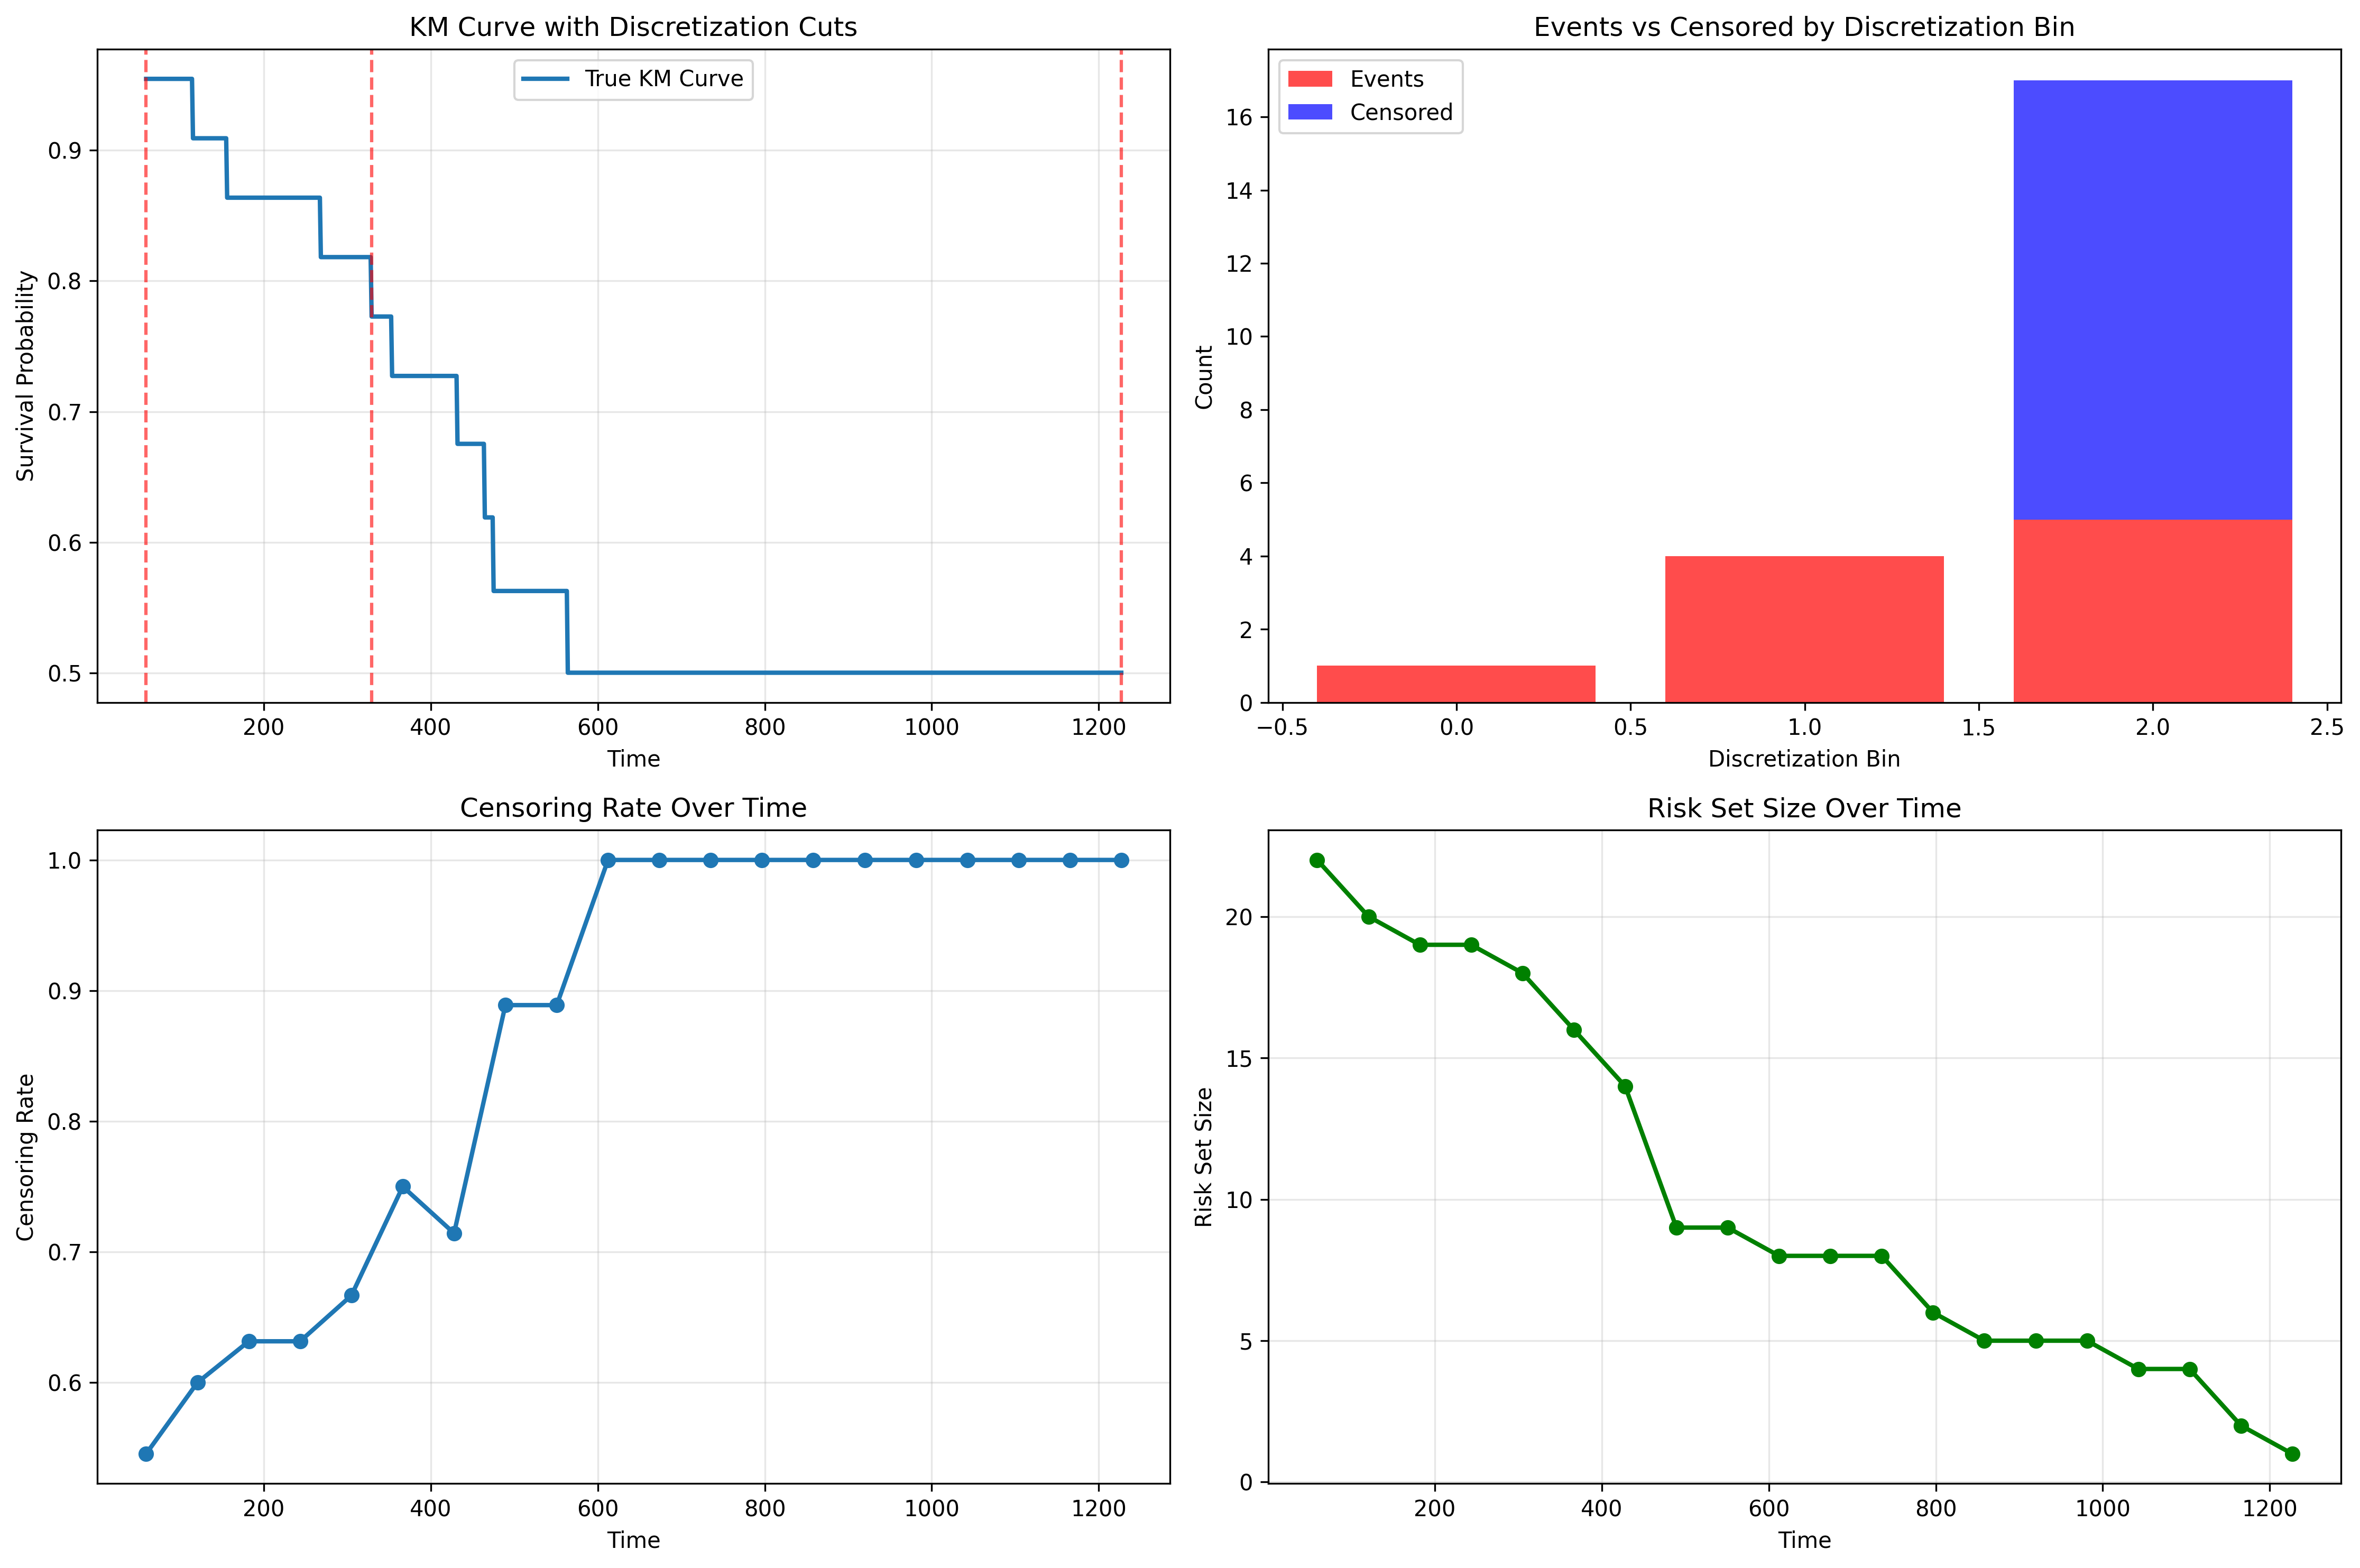 KM Curve with Discretization Cuts
True KM Curve
Survival Probability
0.9
0.8
0.7
0.6
0.5
200 400 600 800 1000 1200
Time
Events vs Censored by Discretization Bin
Events
Censored
Count
16
14
12
10
8
6
4
2
0
−0.5 0.0 0.5 1.0 1.5 2.0 2.5
Discretization Bin
Censoring Rate Over Time
Censoring Rate
1.0
0.9
0.8
0.7
0.6
200 400 600 800 1000 1200
Time
Risk Set Size Over Time
Risk Set Size
20
15
10
5
0
200 400 600 800 1000 1200
Time